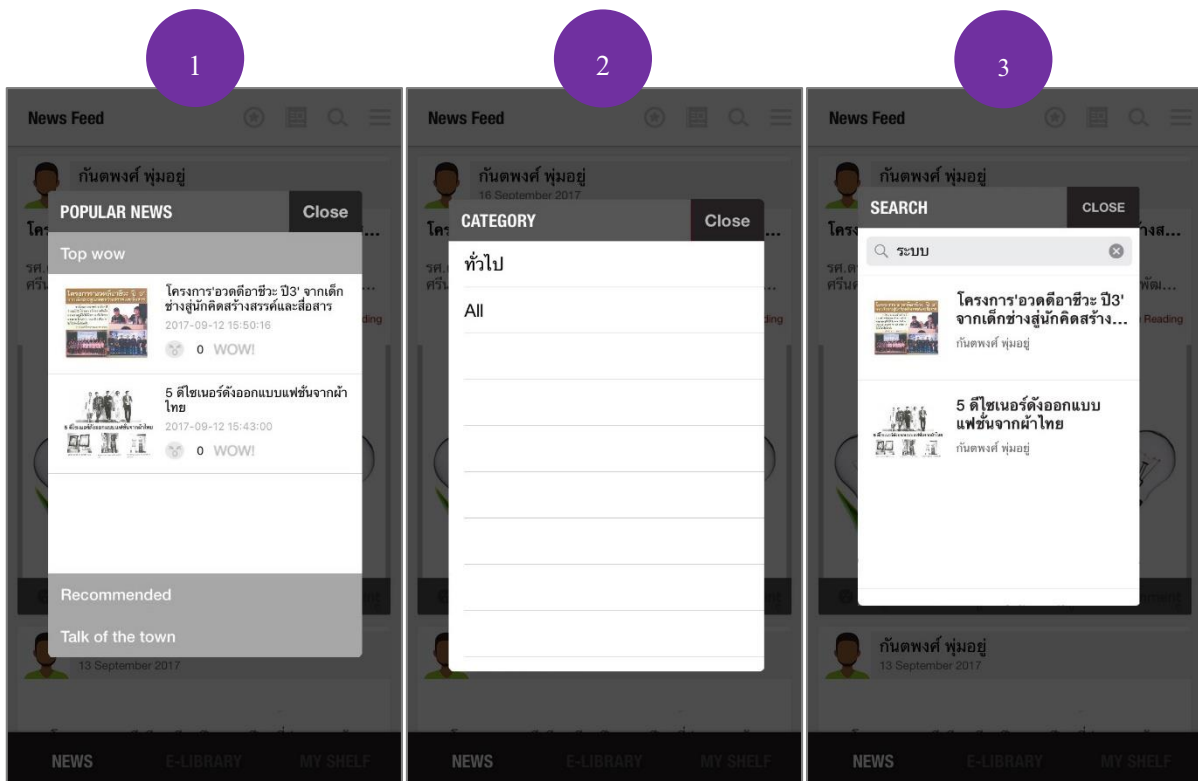 1
News Feed
กันตพงศ์ พุ่มอยู่
POPULAR NEWS
Close
Top wow
โครงการ'อวดดีอาชีวะ ปี3' จากเด็ก
ช่างสู่นักคิดสร้างสรรค์และสื่อสาร
2017-09-12 15:50:16
0 WOW!
5 ดีไซเนอร์ดังออกแบบแฟชั่นจากผ้า
ไทย
2017-09-12 15:43:00
0 WOW!
Recommended
Talk of the town
13 September 2017
NEWS
E-LIBRARY
MY SHELF
2
News Feed
กันตพงศ์ พุ่มอยู่
16 September 2017
CATEGORY
Close
ทั่วไป
All
NEWS
E-LIBRARY
MY SHELF
3
News Feed
กันตพงศ์ พุ่มอยู่
SEARCH
CLOSE
ระบบ
โครงการ'อวดดีอาชีวะ ปี3'
จากเด็กช่างสู่นักคิดสร้าง...
กันตพงศ์ พุ่มอยู่
Reading
5 ดีไซเนอร์ดังออกแบบ
แฟชั่นจากผ้าไทย
กันตพงศ์ พุ่มอยู่
กันตพงศ์ พุ่มอยู่
13 September 2017
NEWS
E-LIBRARY
MY SHELF